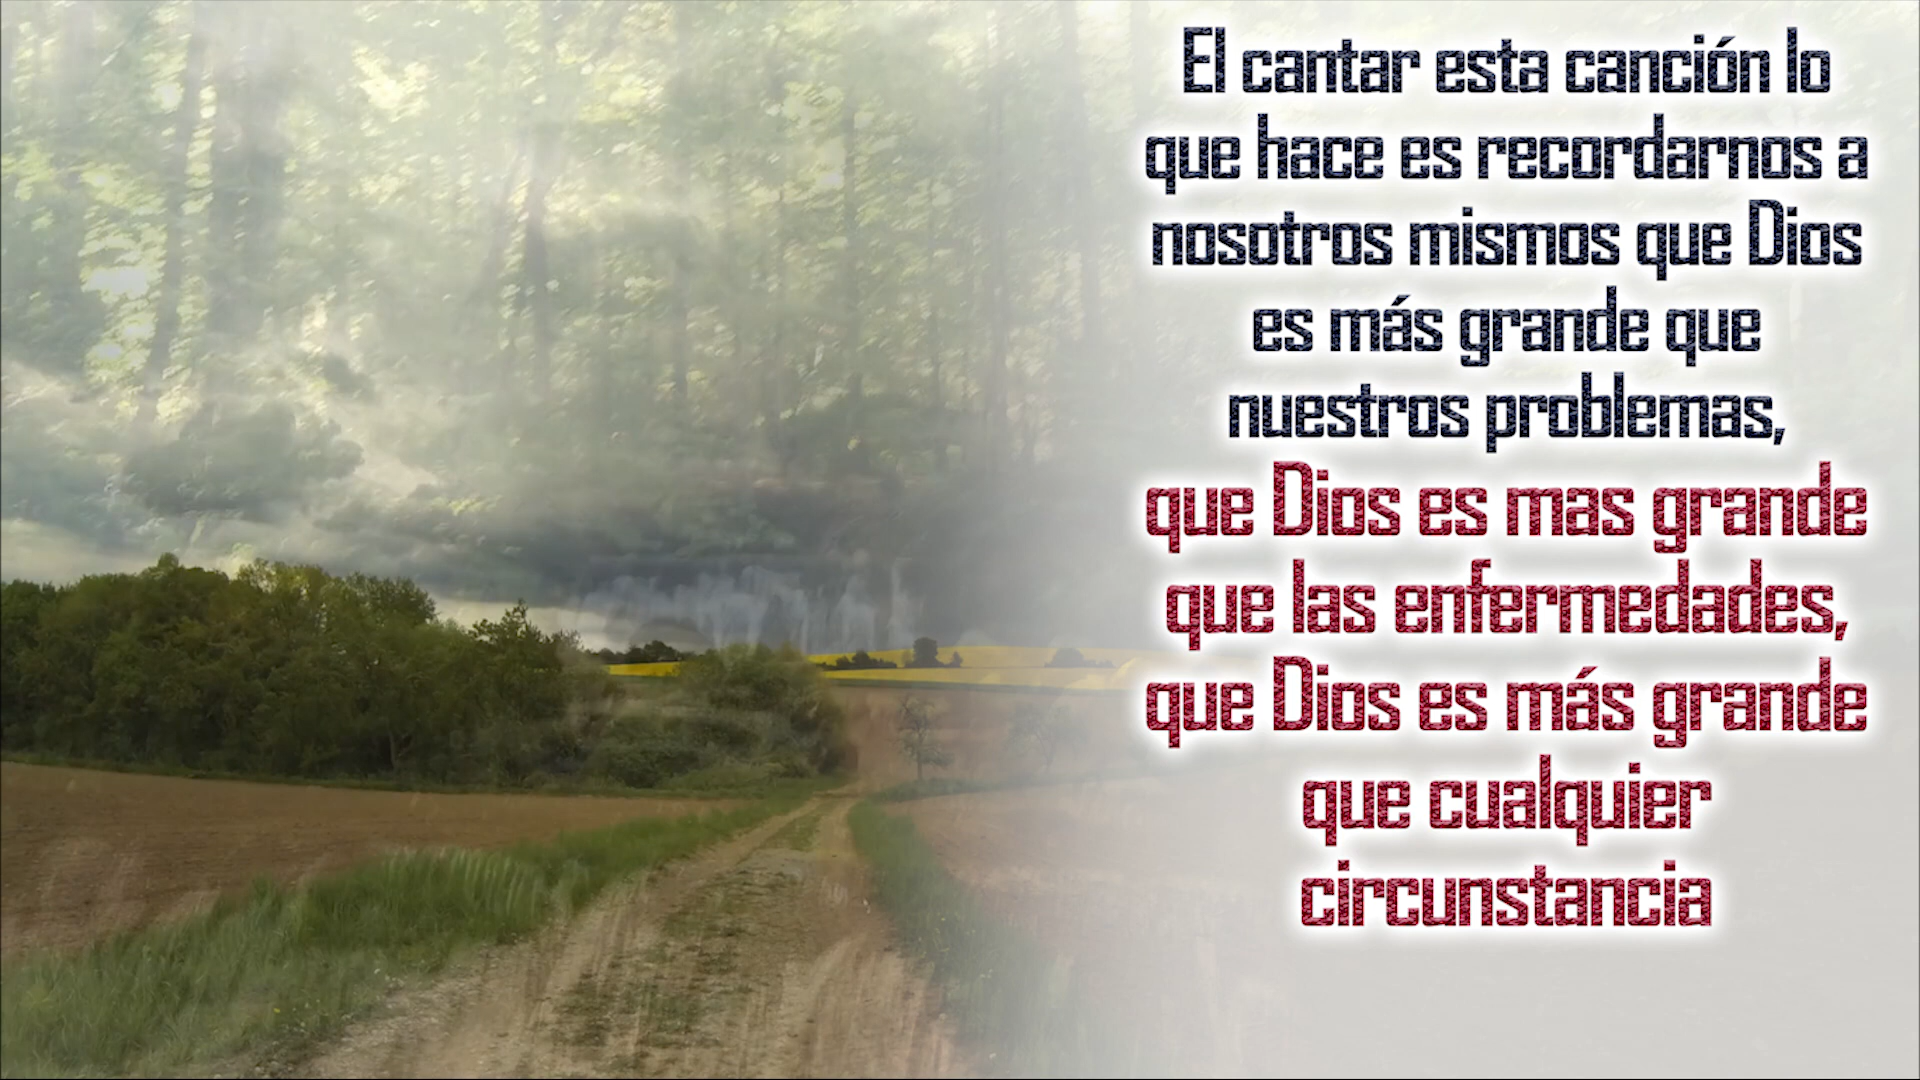 El cantar esta canción lo
que hace es recordarnos a
nosotros mismos que Dios
es más grande que
nuestros problemas,
que Dios es mas grande
que las enfermedades,
que Dios es más grande
que cualquier
circunstancia